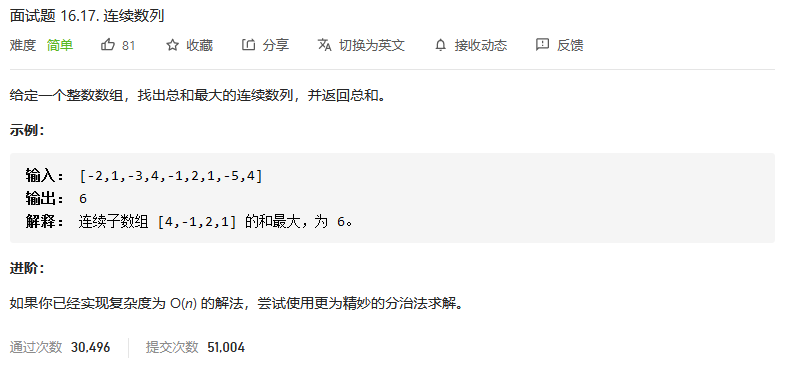 面试题 16.17. 连续数列
难度 简单 81 收藏 分享 切换为英文 接收动态 反馈
给定一个整数数组，找出总和最大的连续数列，并返回总和。
示例：
输入： [-2,1,-3,4,-1,2,1,-5,4]
输出： 6
解释： 连续子数组 [4,-1,2,1] 的和最大，为 6。
进阶：
如果你已经实现复杂度为 O(n) 的解法，尝试使用更为精妙的分治法求解。
通过次数 30,496 提交次数 51,004